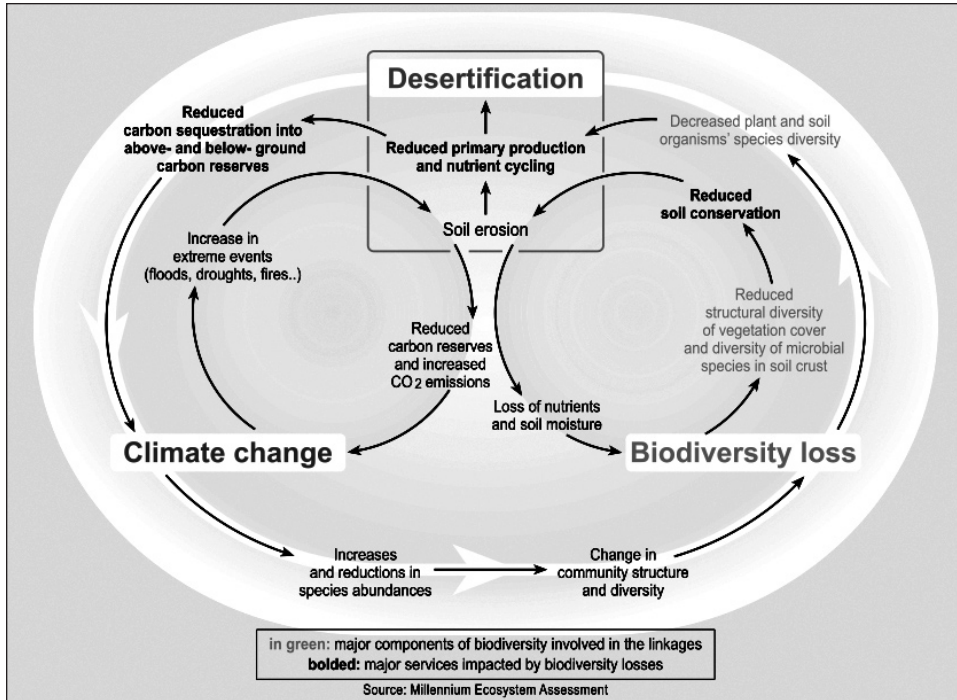 Desertification
Reduced
carbon sequestration into
above- and below- ground
carbon reserves
Reduced primary production
and nutrient cycling
Decreased plant and soil
organisms' species diversity
Reduced
soil conservation
Soil erosion
Increase in
extreme events
(floods, droughts, fires..)
Reduced
structural diversity
of vegetation cover
and diversity of microbial
species in soil crust
Reduced
carbon reserves
and increased
CO2 emissions
Loss of nutrients
and soil moisture
Climate change
Biodiversity loss
Increases
and reductions in
species abundances
Change in
community structure
and diversity
in green: major components of biodiversity involved in the linkages
bolded: major services impacted by biodiversity losses
Source: Millennium Ecosystem Assessment